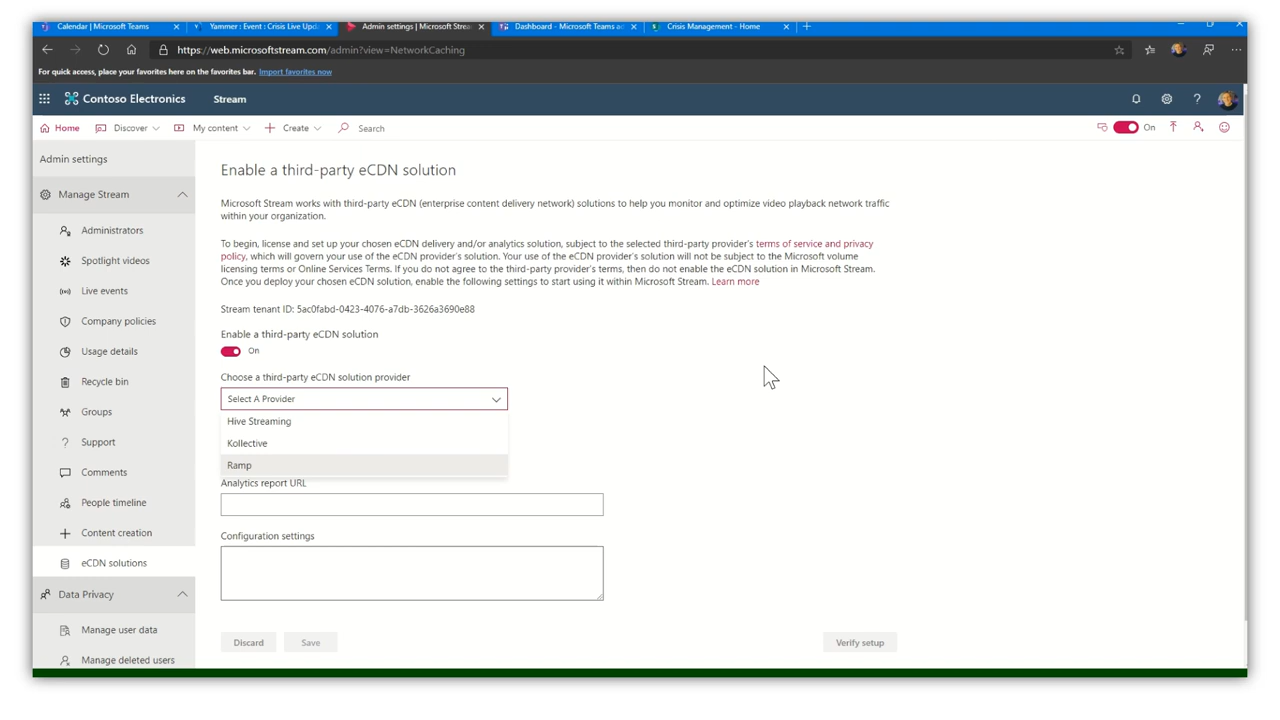 Calendar | Microsoft Teams
Yammer : Event : Crisis Live Upd
Admin settings | Microsoft Strea
Dashboard - Microsoft Teams ad
Crisis Management - Home
https://web.microsoftstream.com/admin?view=NetworkCaching
For quick access, place your favorites here on the favorites bar. Import favorites now
Contoso Electronics Stream
Home Discover My content Create Search On
Admin settings
Manage Stream
Administrators
Spotlight videos
Live events
Company policies
Usage details
Recycle bin
Groups
Support
Comments
People timeline
Content creation
eCDN solutions
Data Privacy
Manage user data
Manage deleted users
Enable a third-party eCDN solution
Microsoft Stream works with third-party eCDN (enterprise content delivery network) solutions to help you monitor and optimize video playback network traffic
within your organization.
To begin, license and set up your chosen eCDN delivery and/or analytics solution, subject to the selected third-party provider's terms of service and privacy
policy, which will govern your use of the eCDN provider's solution. Your use of the eCDN provider's solution will not be subject to the Microsoft volume
licensing terms or Online Services Terms. If you do not agree to the third-party provider's terms, then do not enable the eCDN solution in Microsoft Stream.
Once you deploy your chosen eCDN solution, enable the following settings to start using it within Microsoft Stream. Learn more
Stream tenant ID: 5ac0fabd-0423-4076-a7db-3626a3690e88
Enable a third-party eCDN solution
On
Choose a third-party eCDN solution provider
Select A Provider
Hive Streaming
Kollective
Ramp
Analytics report URL
Configuration settings
Discard Save Verify setup